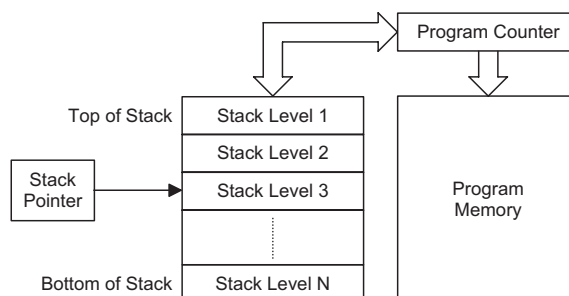 Program Counter
Top of Stack
Stack Level 1
Stack Level 2
Stack
Pointer
Stack Level 3
Program
Memory
Bottom of Stack
Stack Level N